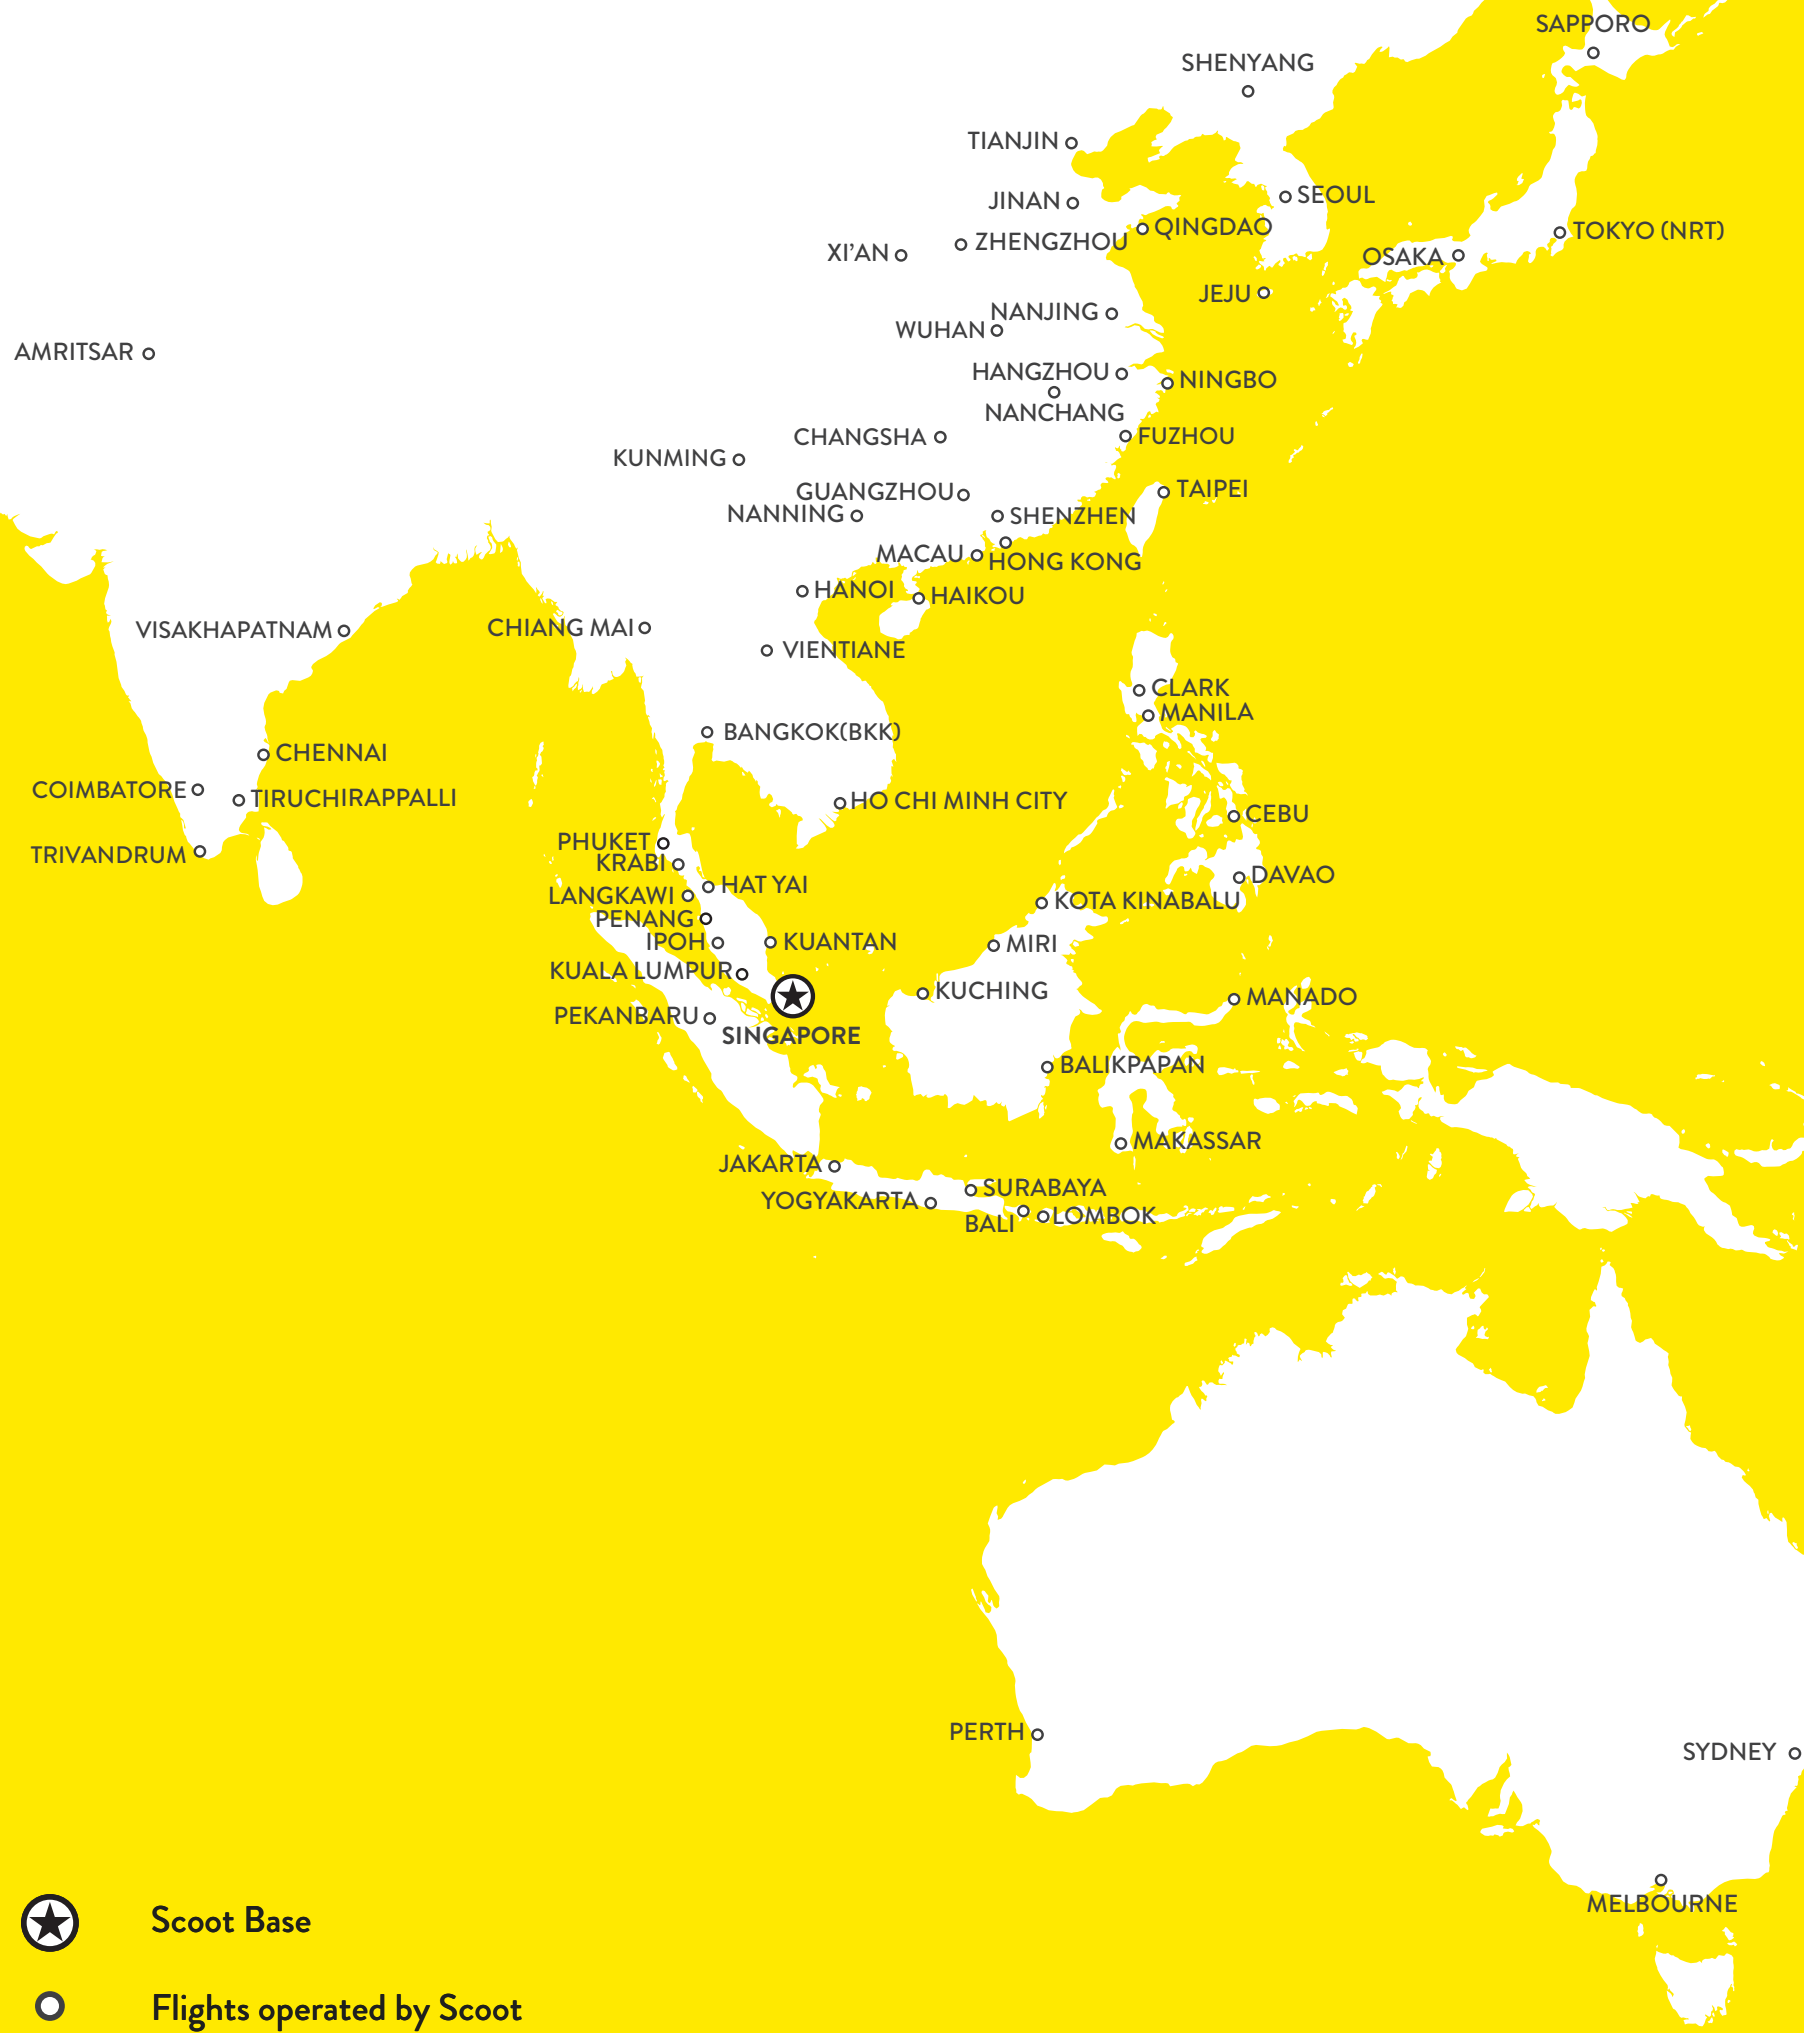 SAPPORO
SHENYANG
TIANJIN
JINAN
SEOUL
QINGDAO
TOKYO (NRT)
XI'AN
ZHENGZHOU
OSAKA
JEJU
NANJING
WUHAN
AMRITSAR
HANGZHOU
NINGBO
NANCHANG
CHANGSHA
FUZHOU
KUNMING
GUANGZHOU
TAIPEI
NANNING
SHENZHEN
MACAU
HONG KONG
HANOI
HAIKOU
VISAKHAPATNAM
CHIANG MAI
VIENTIANE
CLARK
MANILA
BANGKOK(BKK)
CHENNAI
COIMBATORE
TIRUCHIRAPPALLI
HO CHI MINH CITY
CEBU
PHUKET
TRIVANDRUM
KRABI
HAT YAI
DAVAO
LANGKAWI
KOTA KINABALU
PENANG
IPOH
KUANTAN
MIRI
KUALA LUMPUR
KUCHING
MANADO
PEKANBARU
SINGAPORE
BALIKPAPAN
MAKASSAR
JAKARTA
SURABAYA
YOGYAKARTA
BALI
LOMBOK
PERTH
SYDNEY
MELBOURNE
Scoot Base
Flights operated by Scoot